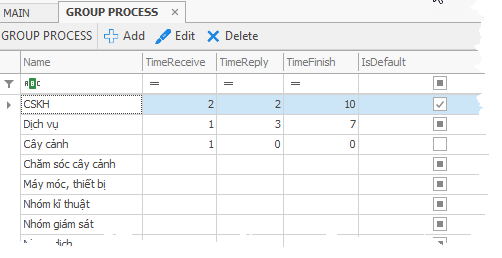 MAIN GROUP PROCESS ×
GROUP PROCESS Add Edit Delete
Name TimeReceive TimeReply TimeFinish IsDefault
ABC = = =
CSKH 2 2 10
Dịch vụ 1 3 7
Cây cảnh 1 0 0
Chăm sóc cây cảnh
Máy móc, thiết bị
Nhóm kĩ thuật
Nhóm giám sát